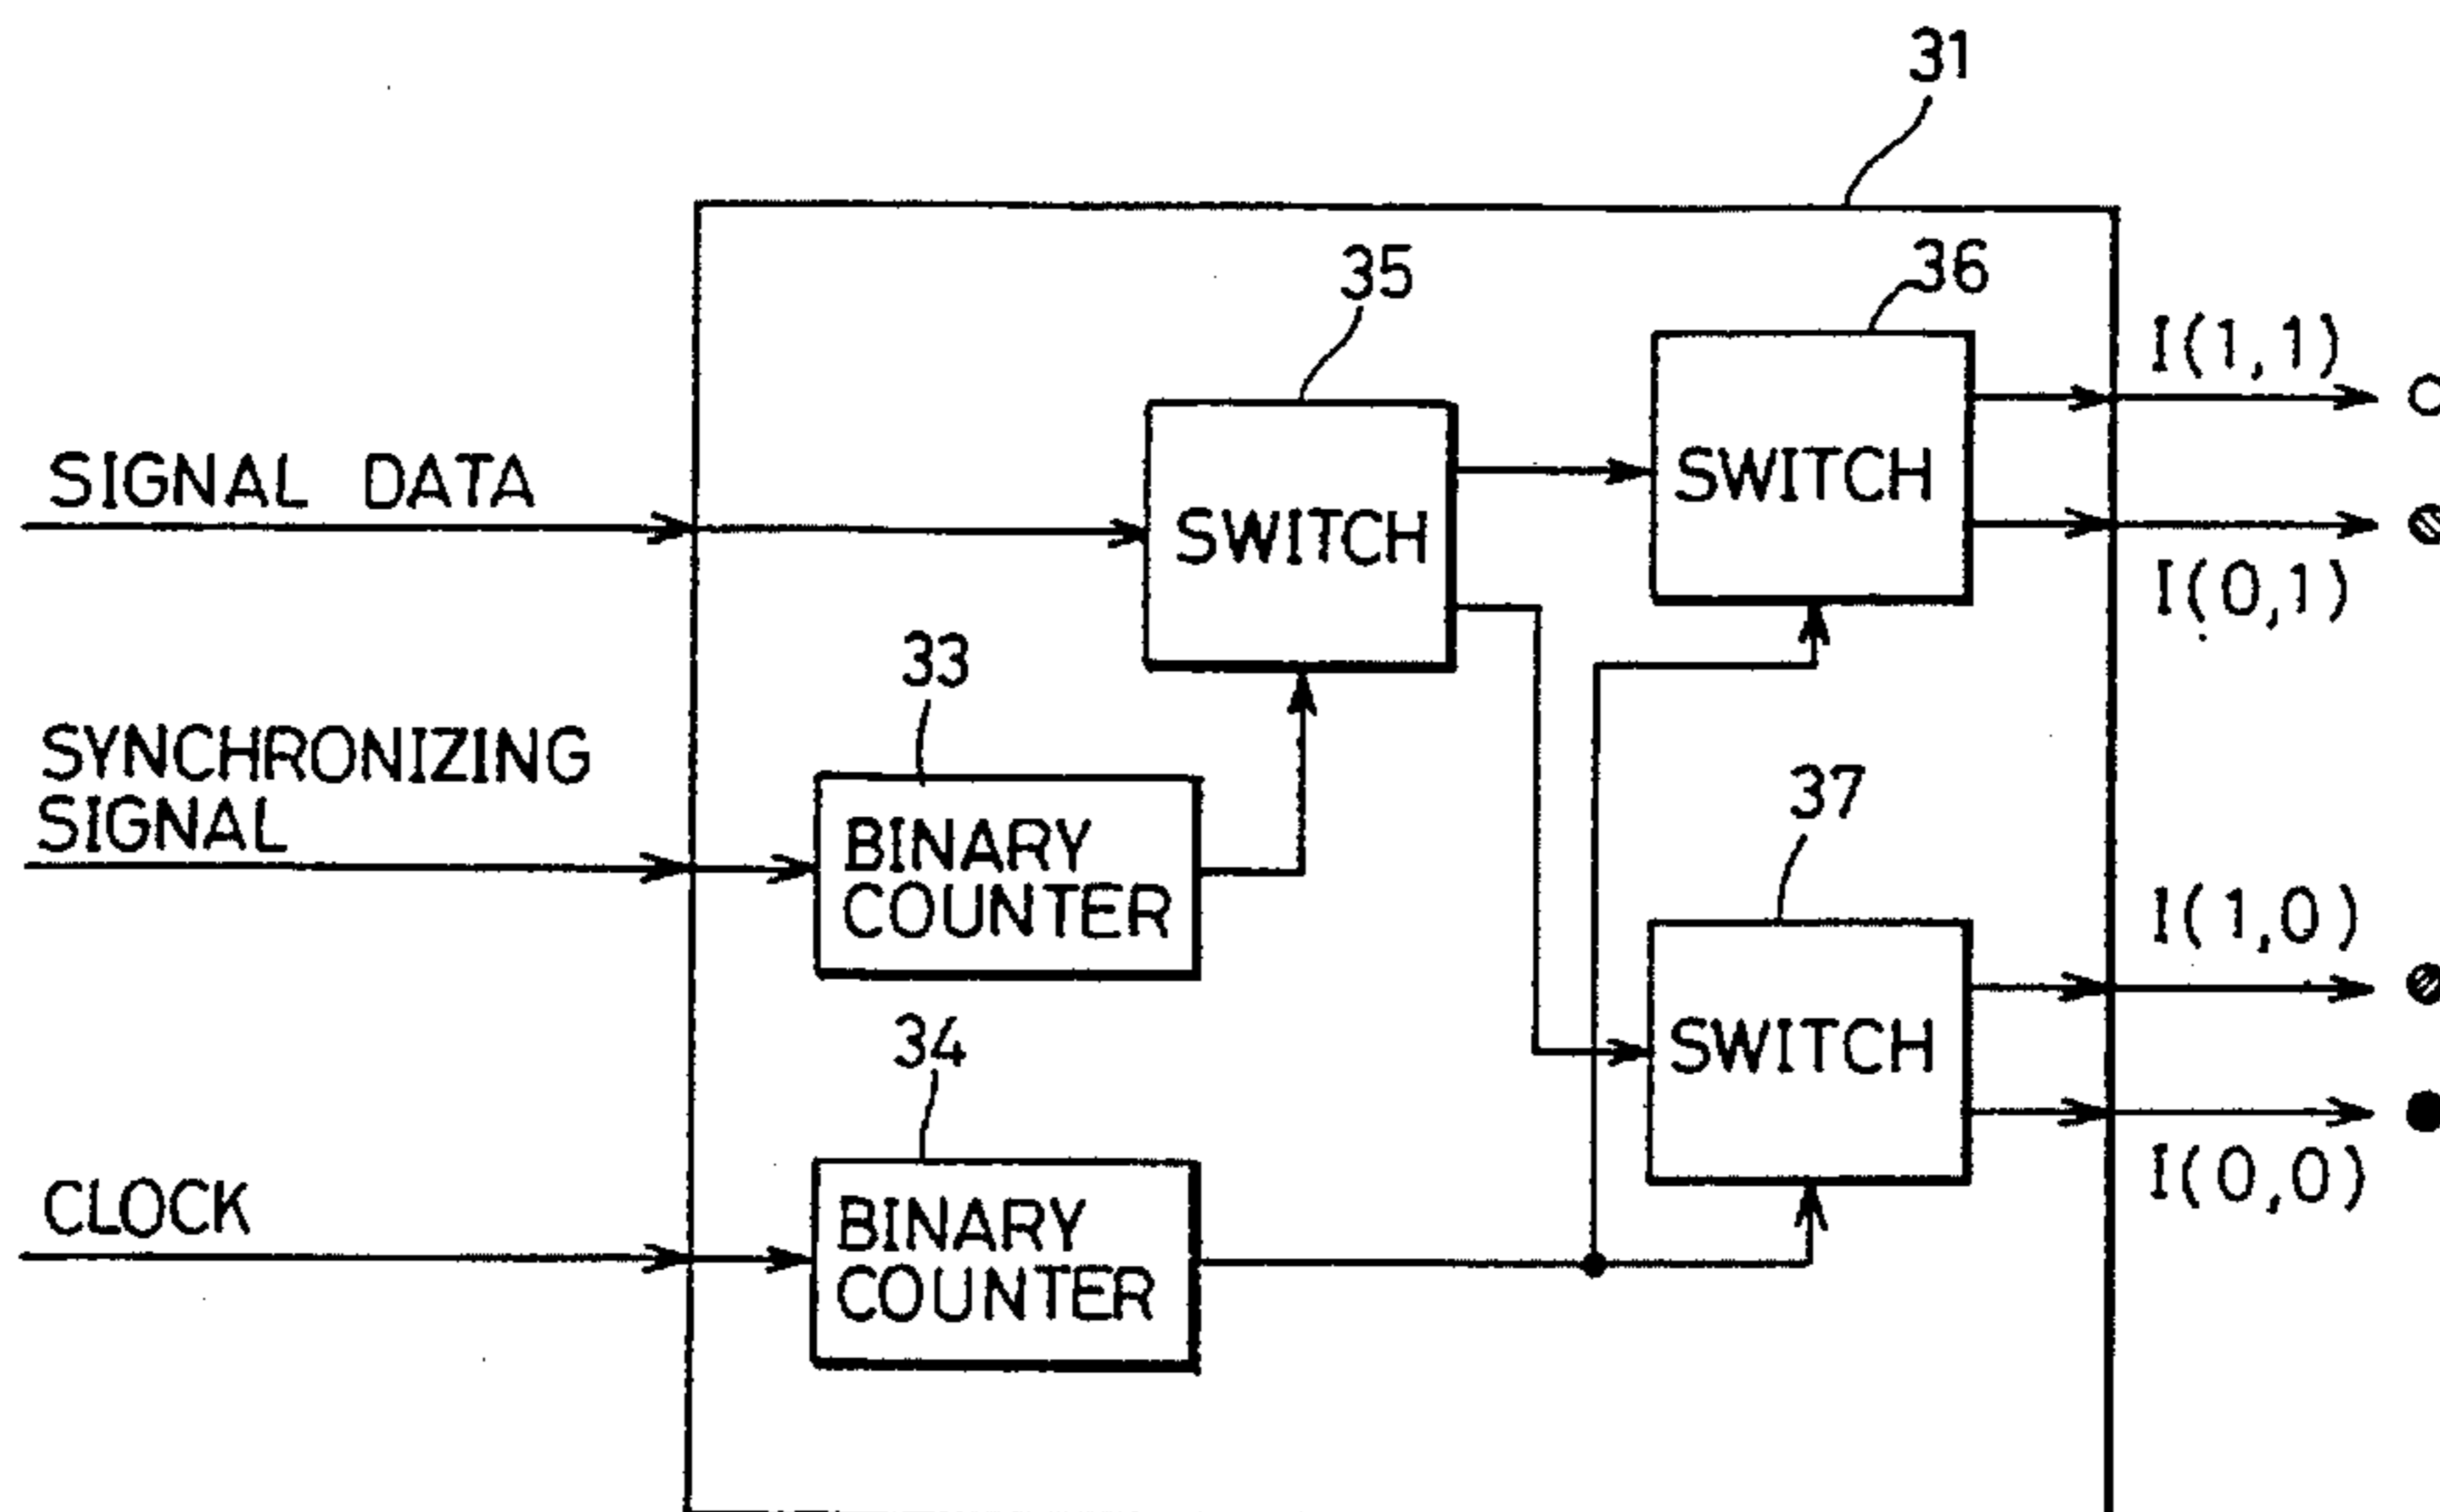 31
35
36
I(1,1)
SIGNAL DATA
SWITCH
SWITCH
I(0,1)
33
SYNCHRONIZING
SIGNAL
BINARY
COUNTER
37
I(1,0)
34
SWITCH
CLOCK
BINARY
COUNTER
I(0,0)